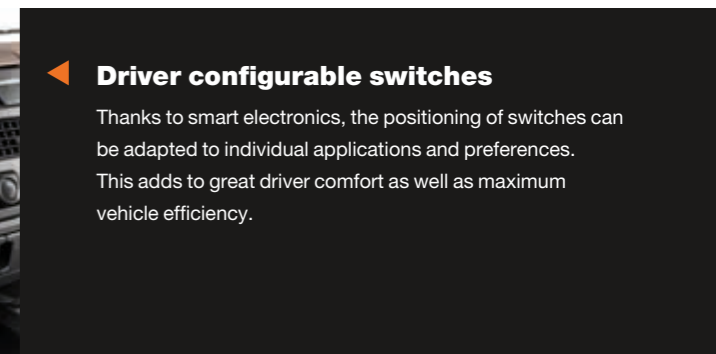 Driver configurable switches
Thanks to smart electronics, the positioning of switches can
be adapted to individual applications and preferences.
This adds to great driver comfort as well as maximum
vehicle efficiency.